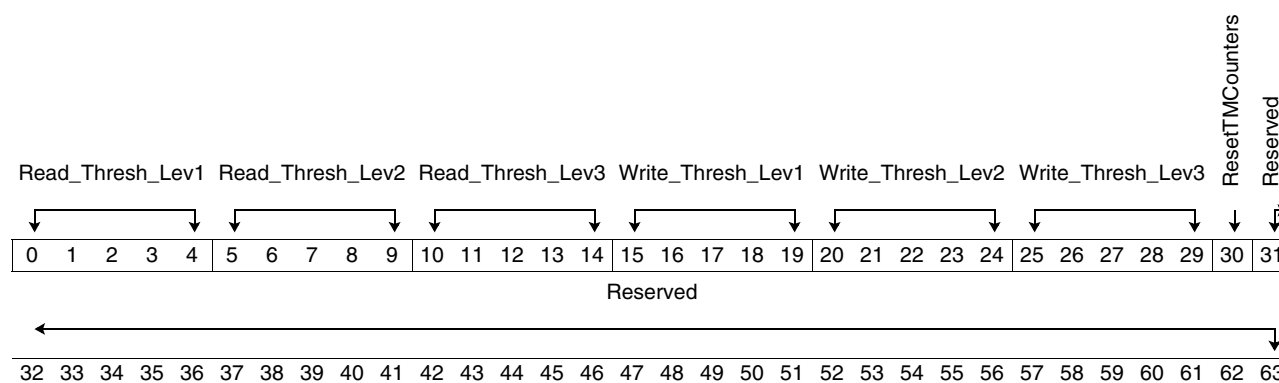 ResetTMCounters
Reserved
Read_Thresh_Lev1 Read_Thresh_Lev2 Read_Thresh_Lev3 Write_Thresh_Lev1 Write_Thresh_Lev2 Write_Thresh_Lev3
0 1 2 3 4 5 6 7 8 9 10 11 12 13 14 15 16 17 18 19 20 21 22 23 24 25 26 27 28 29 30 31
Reserved
32 33 34 35 36 37 38 39 40 41 42 43 44 45 46 47 48 49 50 51 52 53 54 55 56 57 58 59 60 61 62 63